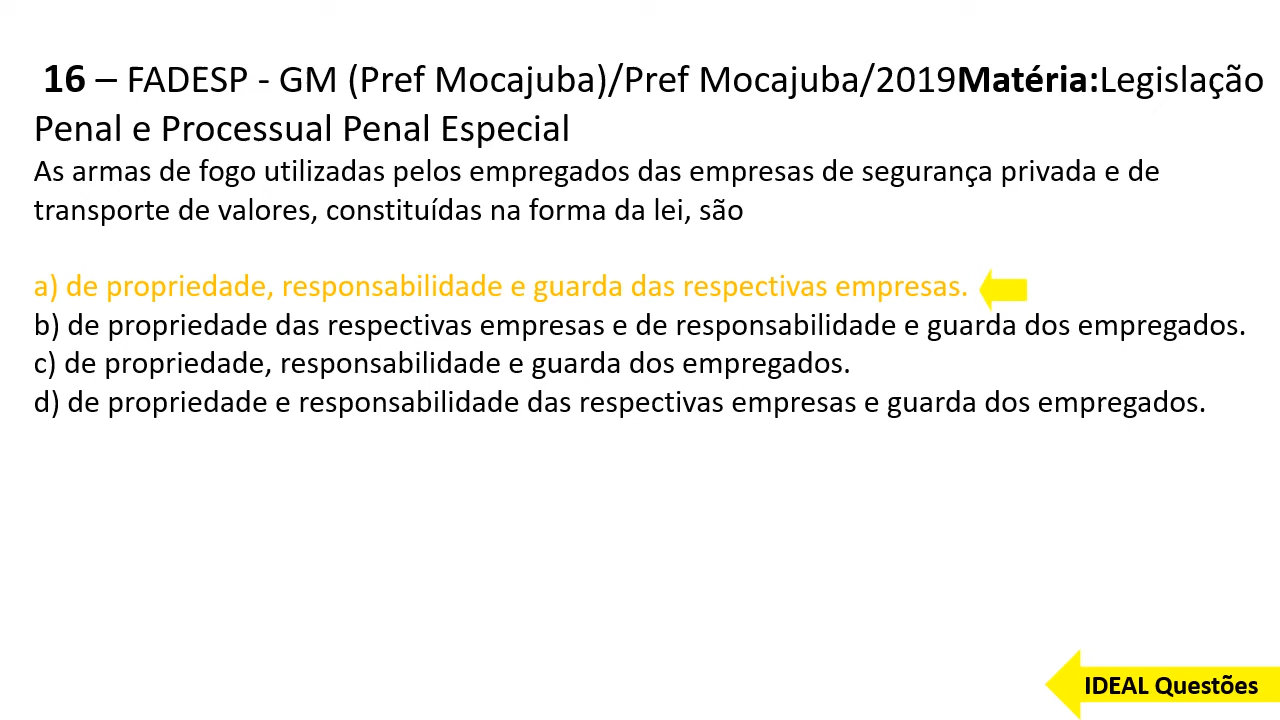 16 – FADESP - GM (Pref Mocajuba)/Pref Mocajuba/2019Matéria:Legislação
Penal e Processual Penal Especial
As armas de fogo utilizadas pelos empregados das empresas de segurança privada e de
transporte de valores, constituídas na forma da lei, são
a) de propriedade, responsabilidade e guarda das respectivas empresas.
b) de propriedade das respectivas empresas e de responsabilidade e guarda dos empregados.
c) de propriedade, responsabilidade e guarda dos empregados.
d) de propriedade e responsabilidade das respectivas empresas e guarda dos empregados.
IDEAL Questões